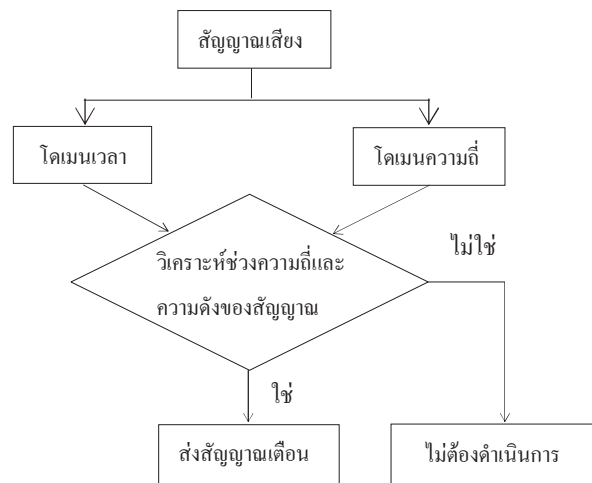 สัญญาณเสียง
โดเมนเวลา
โดเมนความถี่
วิเคราะห์ช่วงความถี่และ
ความดังของสัญญาณ
ไม่ใช่
ใช่
ส่งสัญญาณเตือน
ไม่ต้องดำเนินการ